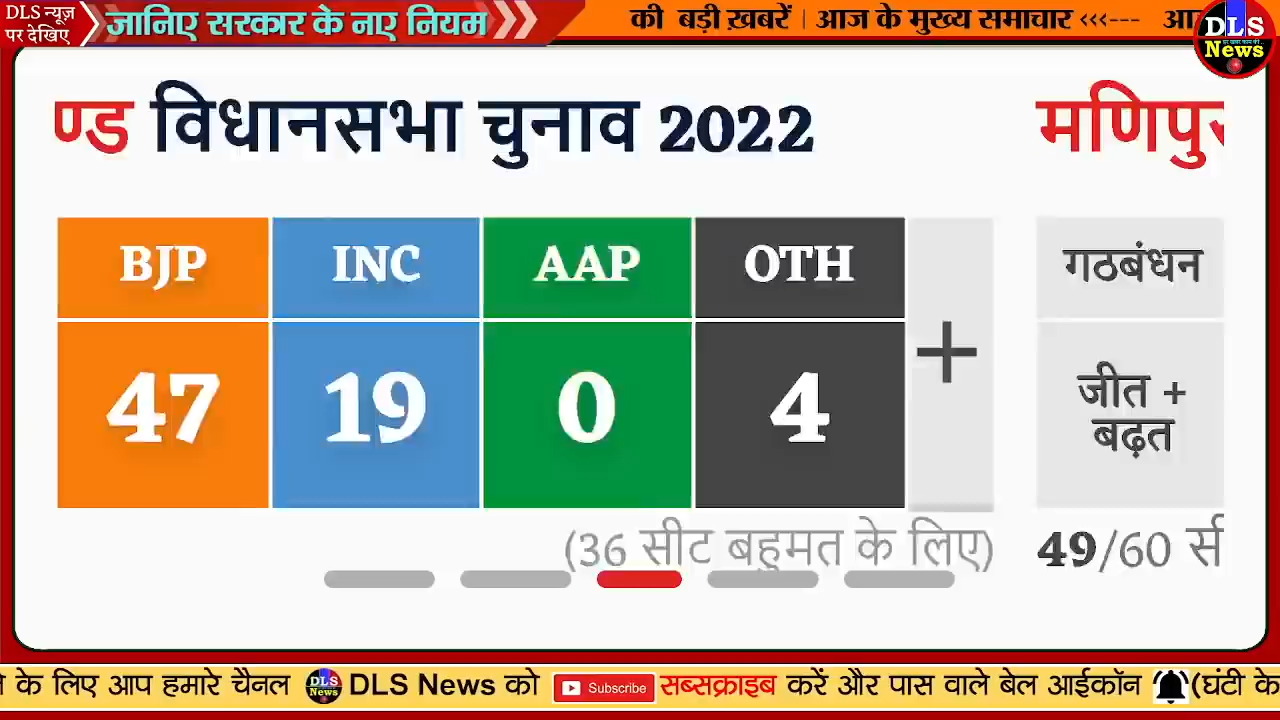 DLS न्यूज़
पर देखिए
जानिए सरकार के नए नियम
की बड़ी ख़बरें | आज के मुख्य समाचार <<<---
DLS
News
ण्ड विधानसभा चुनाव 2022
BJP INC AAP OTH
47 19 0 4 +
(36 सीट बहुमत के लिए)
मणिपुर
गठबंधन
जीत +
बढ़त
49/60 सी
के लिए आप हमारे चैनल DLS News को Subscribe सब्सक्राइब करें और पास वाले बेल आईकॉन (घंटी के